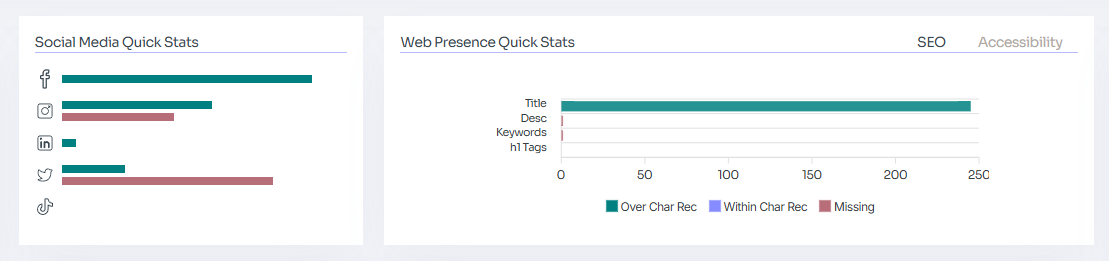 Social Media Quick Stats
Web Presence Quick Stats
SEO
Accessibility
Title
Desc
Keywords
h1 Tags
0 50 100 150 200 250
Over Char Rec Within Char Rec Missing